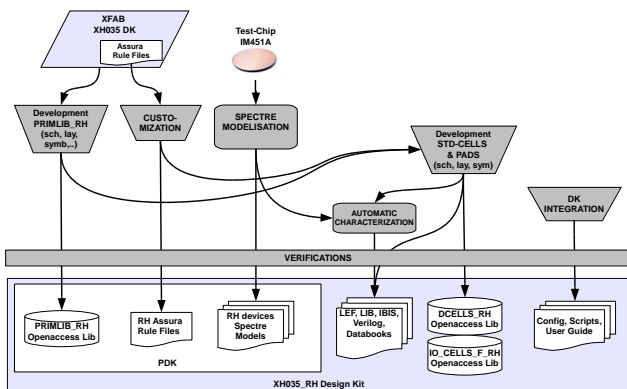 XFAB
XH035 DK
Assura
Rule Files
Test-Chip
IM451A
Development
PRIMLIB_RH
(sch, lay,
symb,..)
CUSTO-
MIZATION
SPECTRE
MODELISATION
Development
STD-CELLS
& PADS
(sch, lay, sym)
AUTOMATIC
CHARACTERIZATION
DK
INTEGRATION
VERIFICATIONS
PRIMLIB_RH
Openaccess Lib
RH Assura
Rule Files
RH devices
Spectre
Models
PDK
LEF, LIB, IBIS,
Verilog,
Databooks
DCELLS_RH
Openaccess Lib
IO_CELLS_F_RH
Openaccess Lib
Config, Scripts,
User Guide
XH035_RH Design Kit